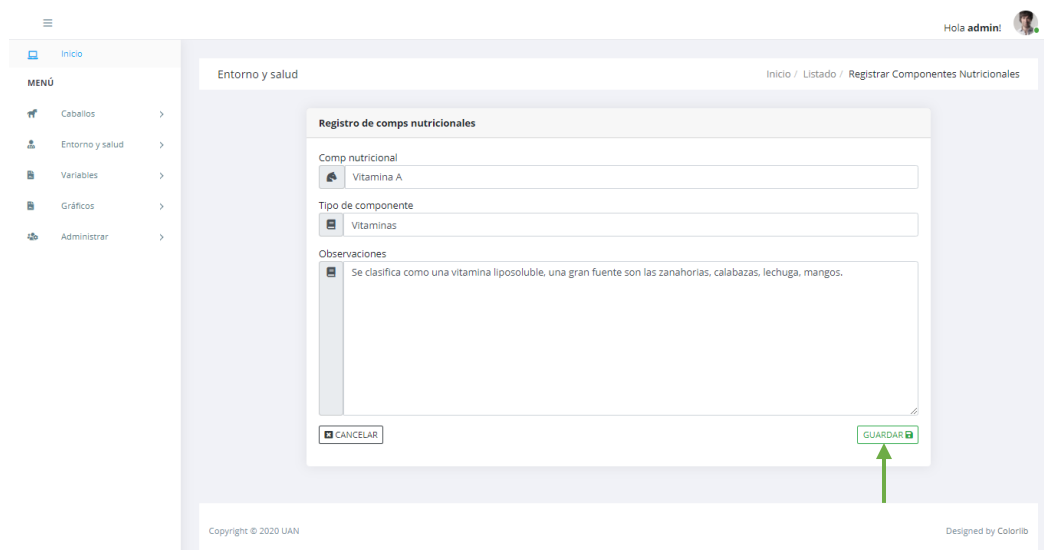 Hola admin!
Inicio
MENÚ
Caballos
Entorno y salud
Variables
Gráficos
Administrar
Entorno y salud
Inicio / Listado / Registrar Componentes Nutricionales
Registro de comps nutricionales
Comp nutricional
Vitamina A
Tipo de componente
Vitaminas
Observaciones
Se clasifica como una vitamina liposoluble, una gran fuente son las zanahorias, calabazas, lechuga, mangos.
CANCELAR
GUARDAR
Copyright © 2020 UAN
Designed by Colorlib